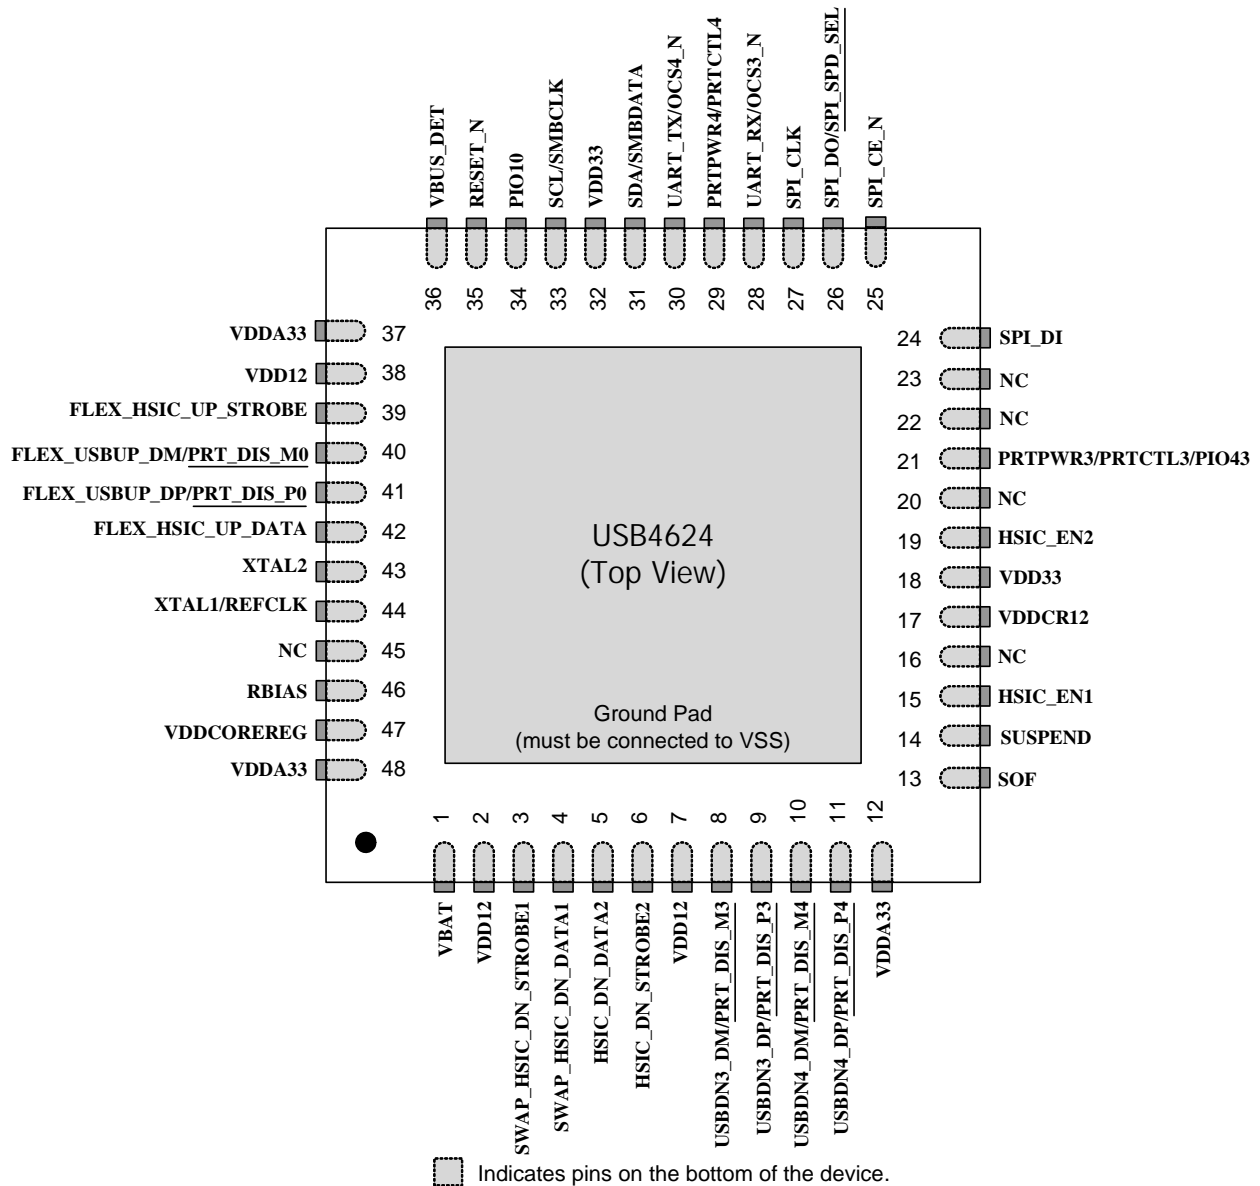 VBUS_DET
RESET_N
PIO10
SCL/SMBCLK
VDD33
SDA/SMBDATA
UART_TX/OCS4_N
PRTPWR4/PRTCTL4
UART_RX/OCS3_N
SPI_CLK
SPI_DO/SPI_SPD_SEL
SPI_CE_N
36
35
34
33
32
31
30
29
28
27
26
25
VDDA33 37
VDD12 38
FLEX_HSIC_UP_STROBE 39
FLEX_USBUP_DM/PRT_DIS_M0 40
FLEX_USBUP_DP/PRT_DIS_P0 41
FLEX_HSIC_UP_DATA 42
XTAL2 43
XTAL1/REFCLK 44
NC 45
RBIAS 46
VDDCOREREG 47
VDDA33 48
USB4624
(Top View)
Ground Pad
(must be connected to VSS)
24 SPI_DI
23 NC
22 NC
21 PRTPWR3/PRTCTL3/PIO43
20 NC
19 HSIC_EN2
18 VDD33
17 VDDCR12
16 NC
15 HSIC_EN1
14 SUSPEND
13 SOF
1
2
3
4
5
6
7
8
9
10
11
12
VBAT
VDD12
SWAP_HSIC_DN_STROBE1
SWAP_HSIC_DN_DATA1
HSIC_DN_DATA2
HSIC_DN_STROBE2
VDD12
USBDN3_DM/PRT_DIS_M3
USBDN3_DP/PRT_DIS_P3
USBDN4_DM/PRT_DIS_M4
USBDN4_DP/PRT_DIS_P4
VDDA33
Indicates pins on the bottom of the device.